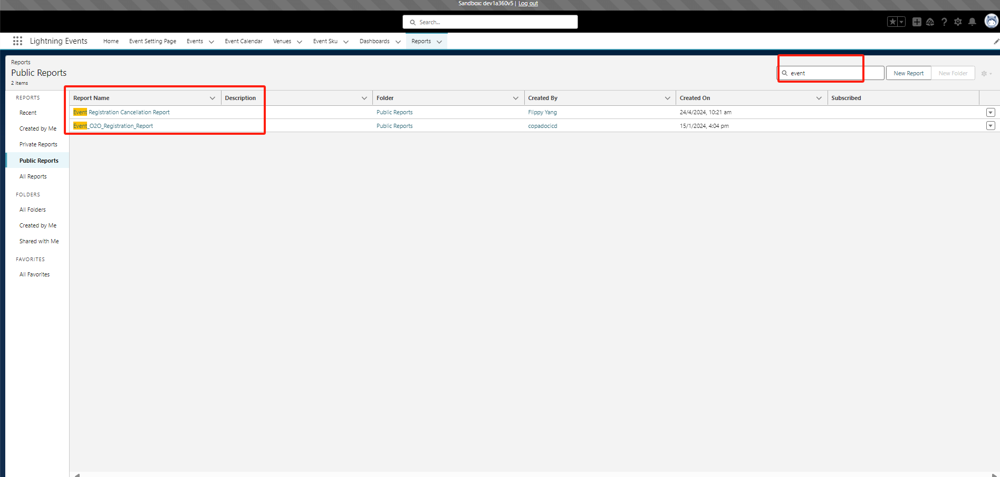 Sandbox: dev1a360v5 | Log out
Search...
Lightning Events Home Event Setting Page Events Event Calendar Venues Event Sku Dashboards Reports
Reports
Public Reports
2 items
event New Report New Folder
REPORTS
Recent
Created by Me
Private Reports
Public Reports
All Reports
FOLDERS
All Folders
Created by Me
Shared with Me
FAVORITES
All Favorites
Report Name Description Folder Created By Created On Subscribed
Event Registration Cancellation Report Public Reports Flippy Yang 24/4/2024, 10:21 am
Event_O2O_Registration_Report Public Reports copadocicd 15/1/2024, 4:04 pm